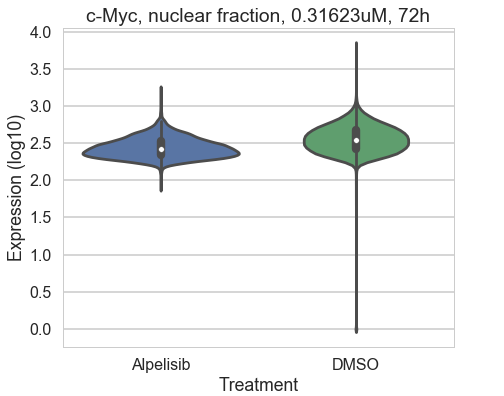 c-Myc, nuclear fraction, 0.31623uM, 72h
4.0
3.5
3.0
2.5
2.0
1.5
1.0
0.5
0.0
Expression (log10)
Alpelisib
DMSO
Treatment